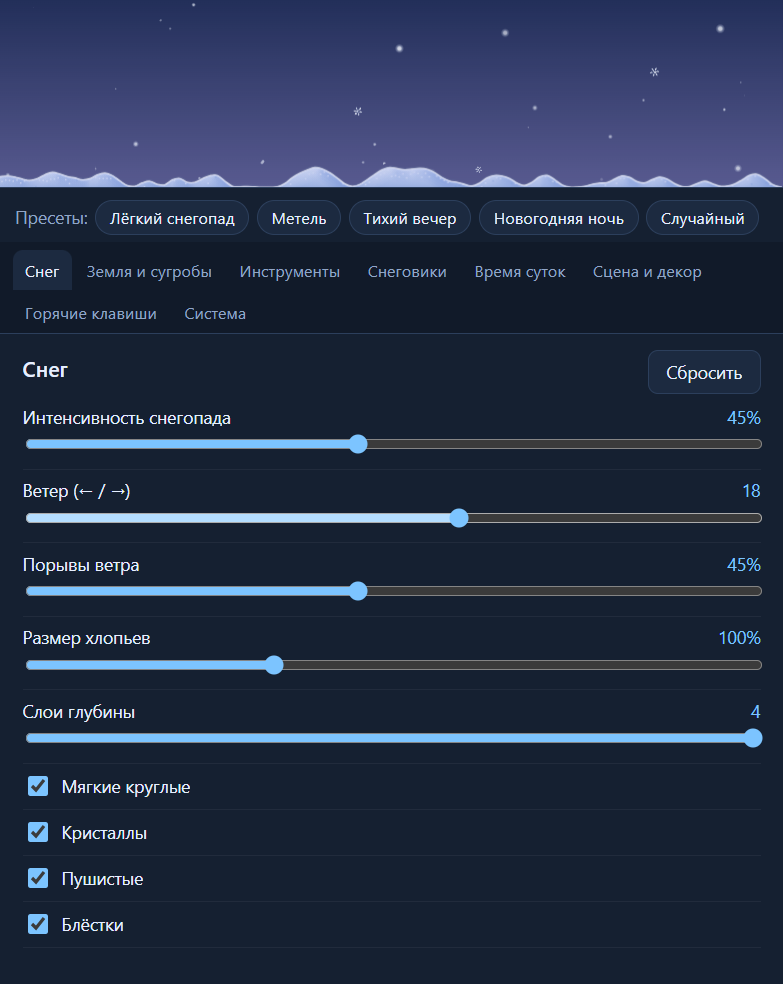 Пресеты: Лёгкий снегопад Метель Тихий вечер Новогодняя ночь Случайный
Снег Земля и сугробы Инструменты Снеговики Время суток Сцена и декор
Горячие клавиши Система
Снег Сбросить
Интенсивность снегопада 45%
Ветер (← / →) 18
Порывы ветра 45%
Размер хлопьев 100%
Слои глубины 4
Мягкие круглые
Кристаллы
Пушистые
Блёстки